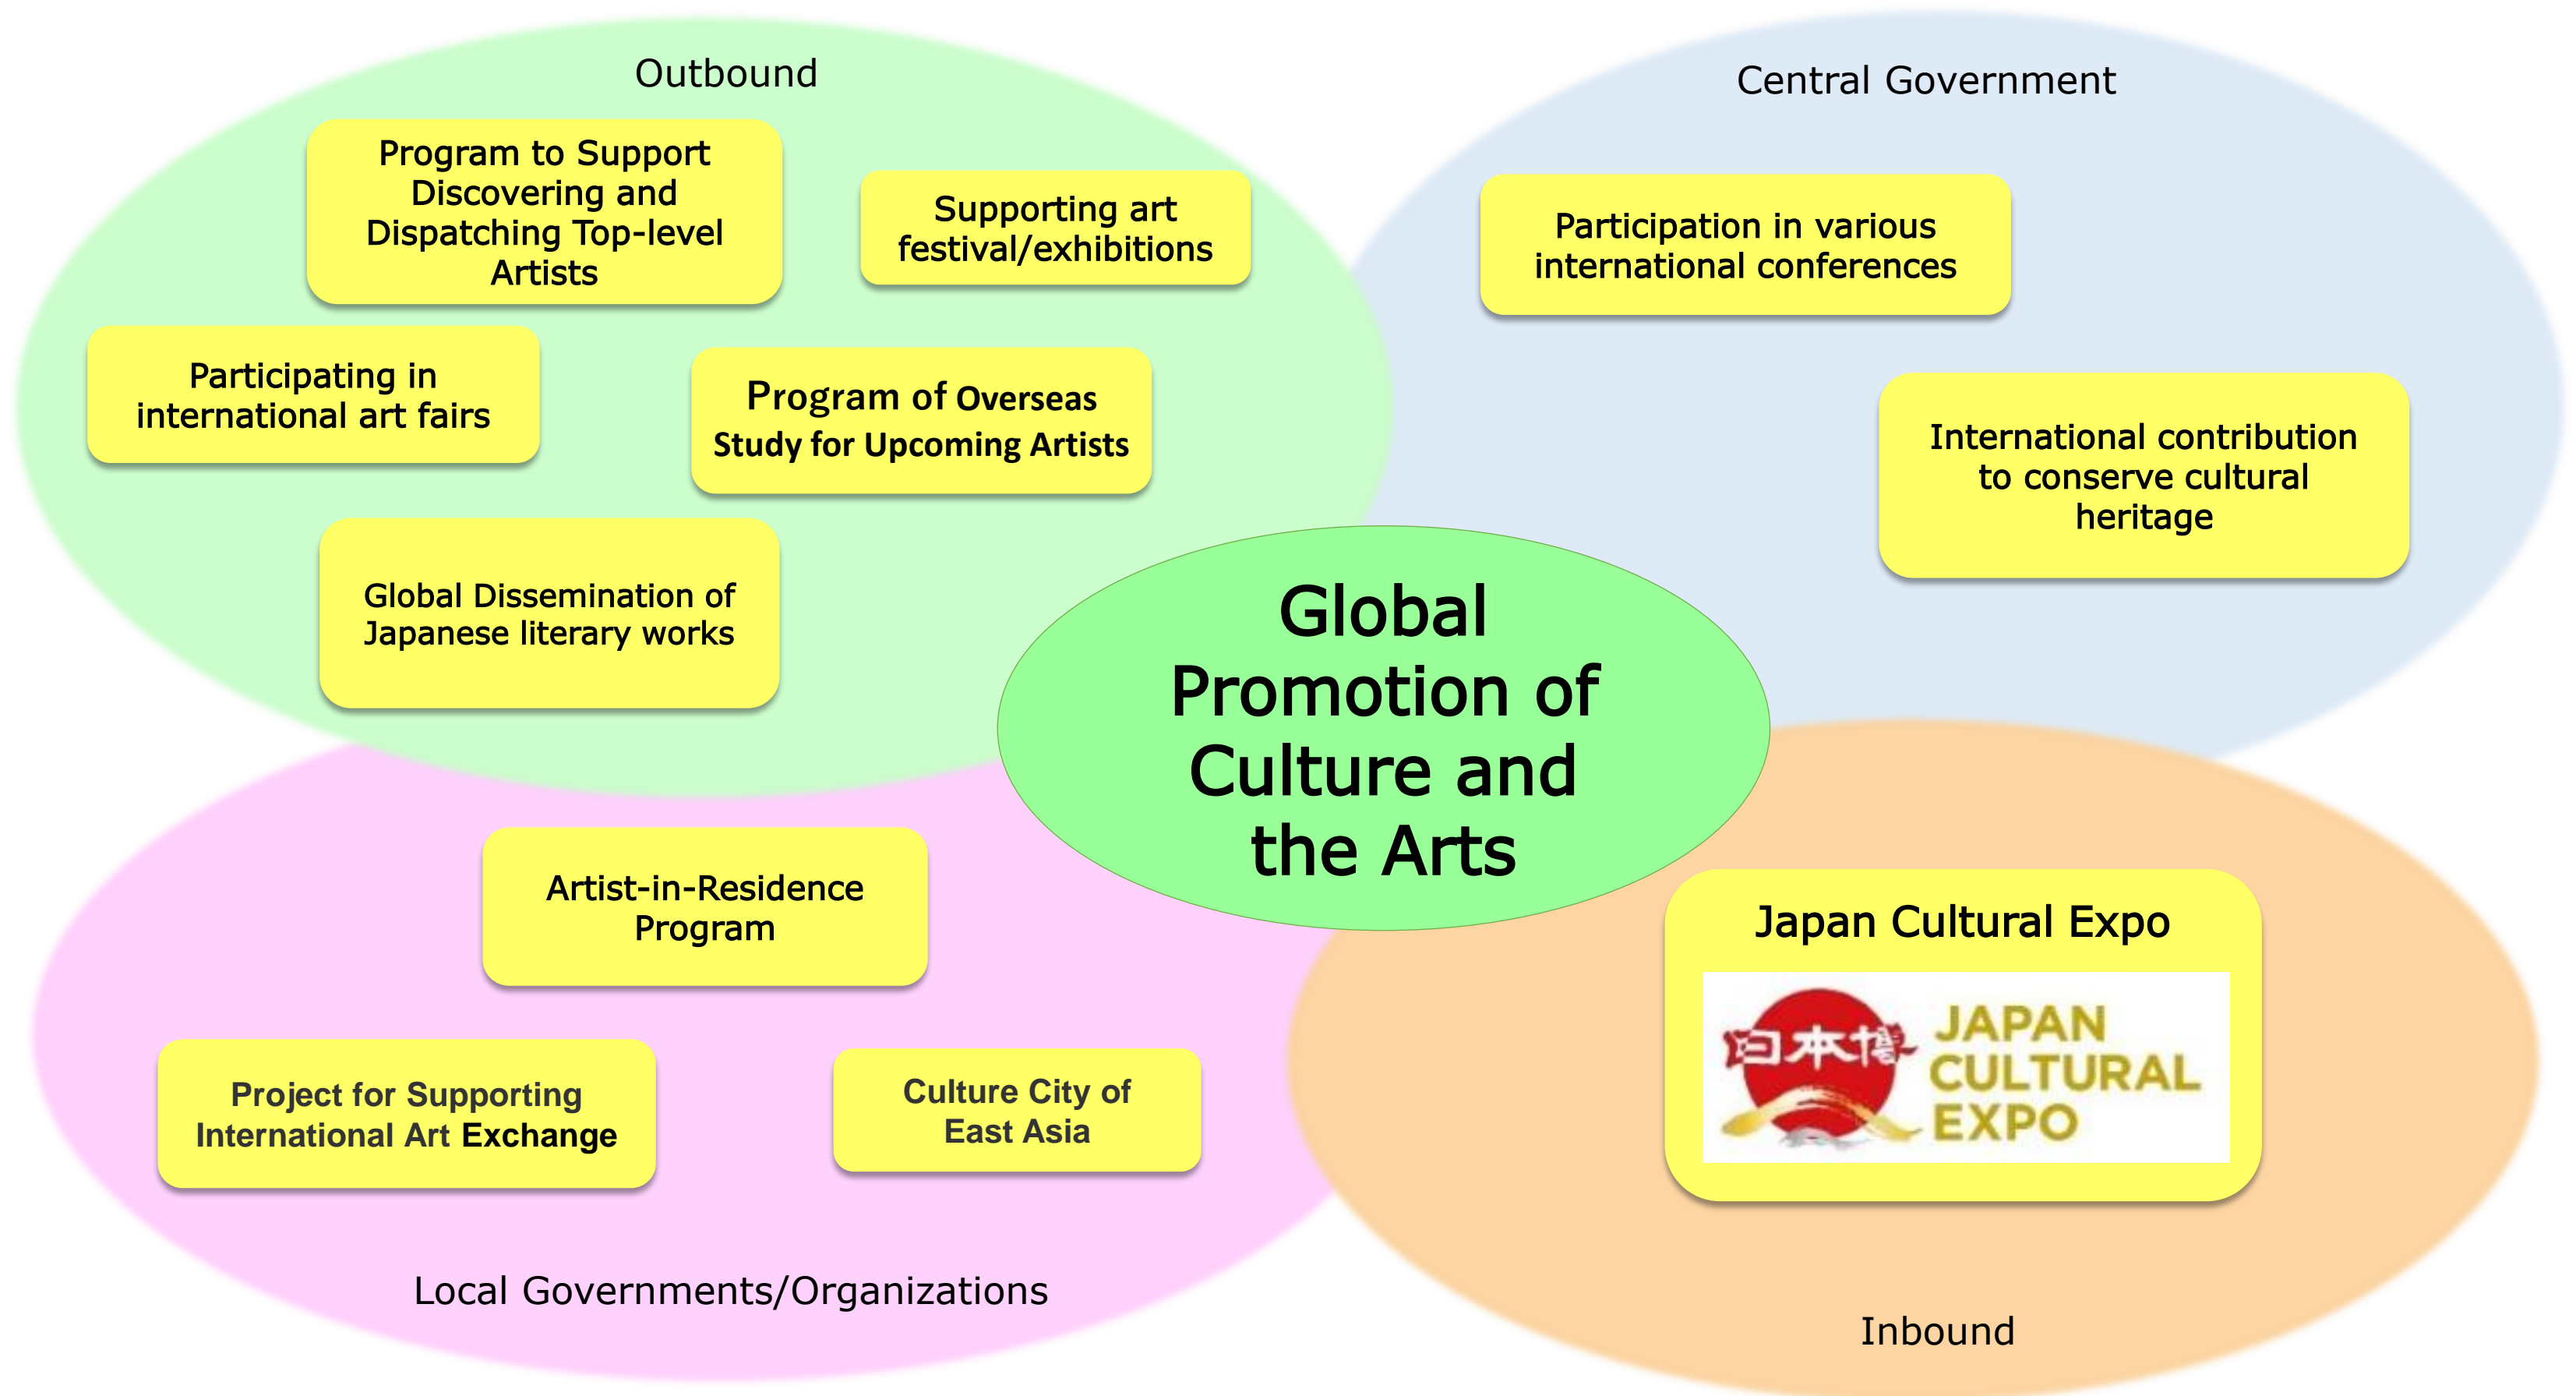 Outbound
Program to Support
Discovering and
Dispatching Top-level
Artists
Supporting art
festival/exhibitions
Participating in
international art fairs
Program of Overseas
Study for Upcoming Artists
Global Dissemination of
Japanese literary works
Central Government
Participation in various
international conferences
International contribution
to conserve cultural
heritage
Global
Promotion of
Culture and
the Arts
Artist-in-Residence
Program
Project for Supporting
International Art Exchange
Culture City of
East Asia
Local Governments/Organizations
Japan Cultural Expo
日本博
JAPAN
CULTURAL
EXPO
Inbound